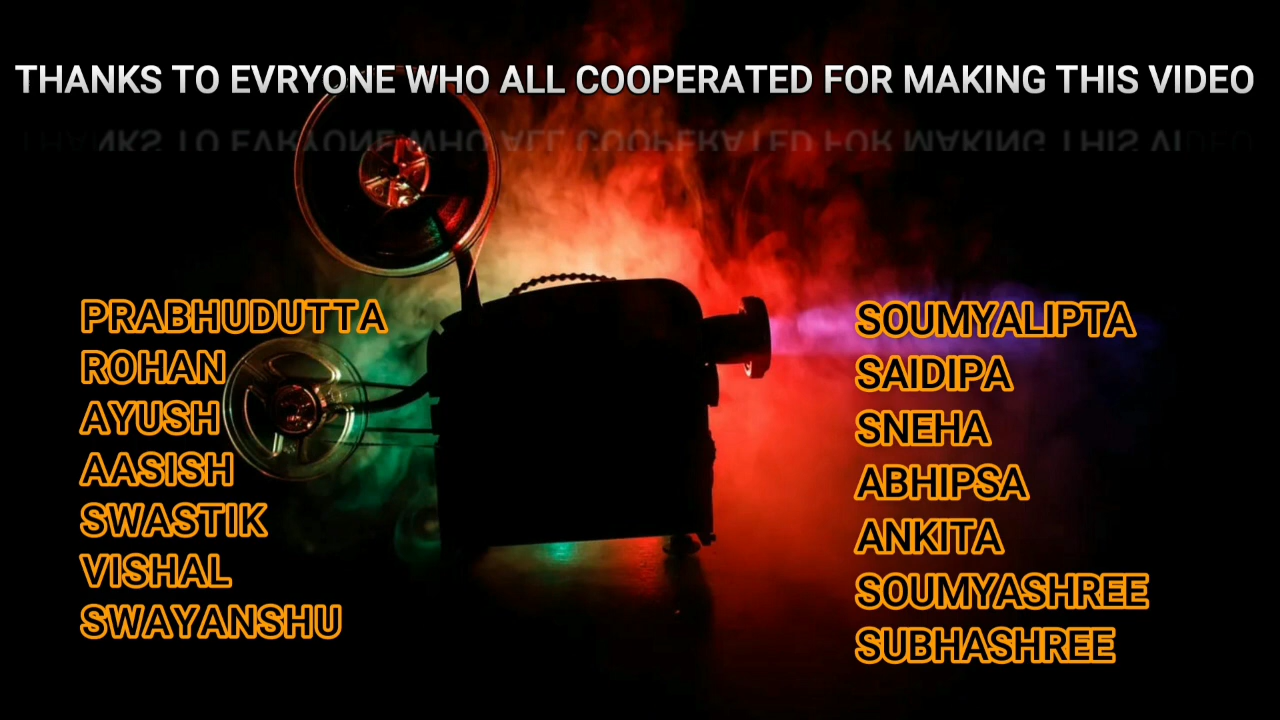 THANKS TO EVRYONE WHO ALL COOPERATED FOR MAKING THIS VIDEO
PRABHUDUTTA
ROHAN
AYUSH
AASISH
SWASTIK
VISHAL
SWAYANSHU
SOUMYALIPTA
SAIDIPA
SNEHA
ABHIPSA
ANKITA
SOUMYASHREE
SUBHASHREE